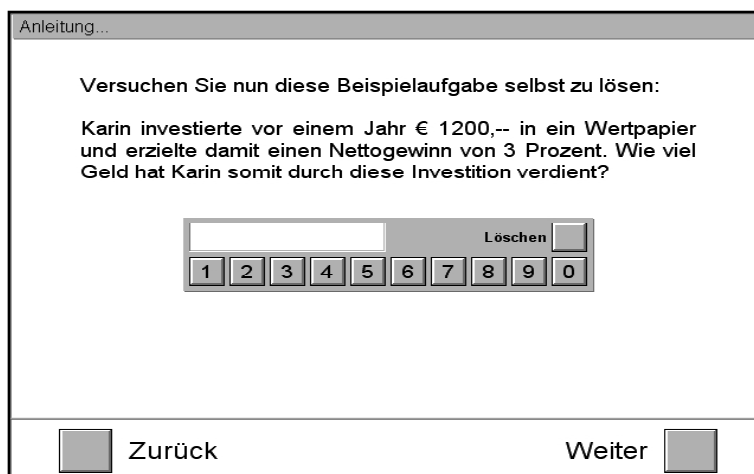 Anleitung...
Versuchen Sie nun diese Beispielaufgabe selbst zu lösen:
Karin investierte vor einem Jahr € 1200,-- in ein Wertpapier
und erzielte damit einen Nettogewinn von 3 Prozent. Wie viel
Geld hat Karin somit durch diese Investition verdient?
Löschen
1 2 3 4 5 6 7 8 9 0
Zurück Weiter